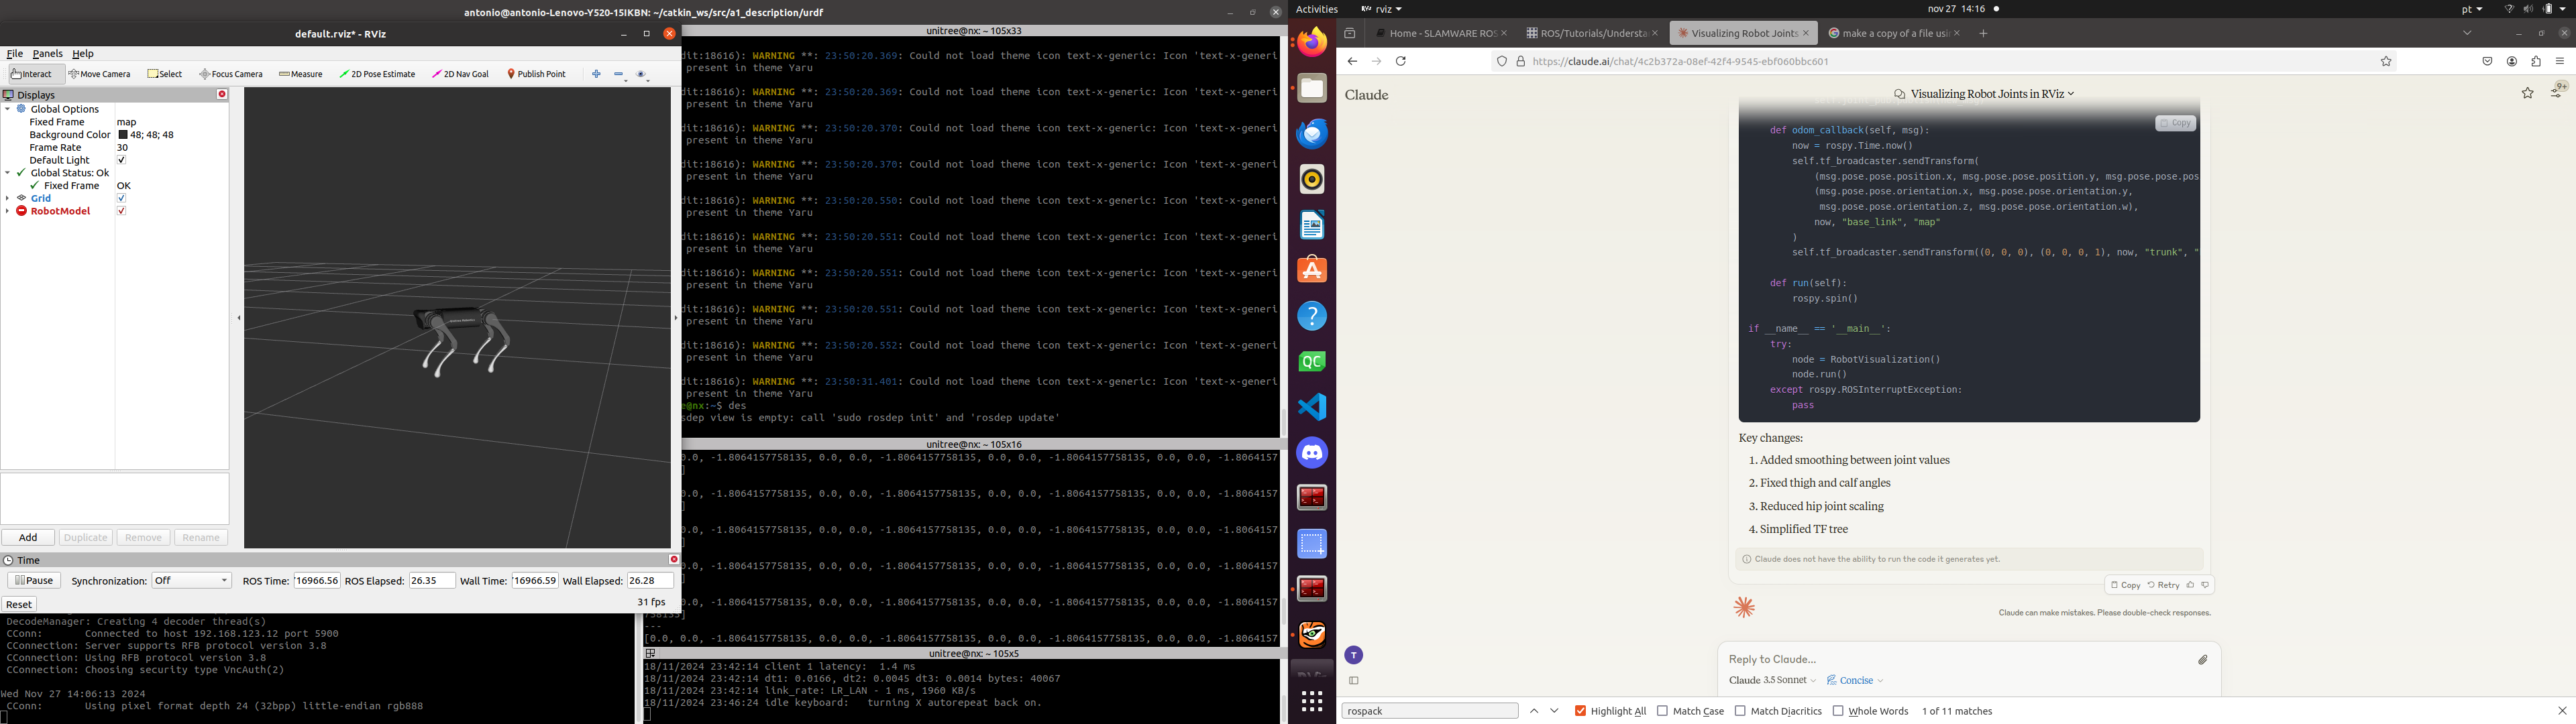 antonio@antonio-Lenovo-Y520-15IKBN: ~/catkin_ws/src/a1_description/urdf
default.rviz* - RViz
File Panels Help
Interact Move Camera Select Focus Camera Measure 2D Pose Estimate 2D Nav Goal Publish Point
Displays
Global Options
Fixed Frame map
Background Color 48; 48; 48
Frame Rate 30
Default Light
Global Status: Ok
Fixed Frame OK
Grid
RobotModel
Add Duplicate Remove Rename
Time
Pause Synchronization: Off ROS Time: 16966.56 ROS Elapsed: 26.35 Wall Time: 16966.59 Wall Elapsed: 26.28
Reset 31 fps
DecodeManager: Creating 4 decoder thread(s)
CConn: Connected to host 192.168.123.12 port 5900
CConnection: Server supports RFB protocol version 3.8
CConnection: Using RFB protocol version 3.8
CConnection: Choosing security type VncAuth(2)
Wed Nov 27 14:06:13 2024
CConn: Using pixel format depth 24 (32bpp) little-endian rgb888
unitree@nx: ~ 105x33
dit:18616): WARNING **: 23:50:20.369: Could not load theme icon text-x-generic: Icon 'text-x-generi
present in theme Yaru
dit:18616): WARNING **: 23:50:20.369: Could not load theme icon text-x-generic: Icon 'text-x-generi
present in theme Yaru
dit:18616): WARNING **: 23:50:20.370: Could not load theme icon text-x-generic: Icon 'text-x-generi
present in theme Yaru
dit:18616): WARNING **: 23:50:20.370: Could not load theme icon text-x-generic: Icon 'text-x-generi
present in theme Yaru
dit:18616): WARNING **: 23:50:20.550: Could not load theme icon text-x-generic: Icon 'text-x-generi
present in theme Yaru
dit:18616): WARNING **: 23:50:20.551: Could not load theme icon text-x-generic: Icon 'text-x-generi
present in theme Yaru
dit:18616): WARNING **: 23:50:20.551: Could not load theme icon text-x-generic: Icon 'text-x-generi
present in theme Yaru
dit:18616): WARNING **: 23:50:20.551: Could not load theme icon text-x-generic: Icon 'text-x-generi
present in theme Yaru
dit:18616): WARNING **: 23:50:20.552: Could not load theme icon text-x-generic: Icon 'text-x-generi
present in theme Yaru
dit:18616): WARNING **: 23:50:31.401: Could not load theme icon text-x-generic: Icon 'text-x-generi
present in theme Yaru
e@nx:~$ des
sdep view is empty: call 'sudo rosdep init' and 'rosdep update'
unitree@nx: ~ 105x16
0.0, -1.8064157758135, 0.0, 0.0, -1.8064157758135, 0.0, 0.0, -1.8064157758135, 0.0, 0.0, -1.8064157
]
0.0, -1.8064157758135, 0.0, 0.0, -1.8064157758135, 0.0, 0.0, -1.8064157758135, 0.0, 0.0, -1.8064157
]
0.0, -1.8064157758135, 0.0, 0.0, -1.8064157758135, 0.0, 0.0, -1.8064157758135, 0.0, 0.0, -1.8064157
]
0.0, -1.8064157758135, 0.0, 0.0, -1.8064157758135, 0.0, 0.0, -1.8064157758135, 0.0, 0.0, -1.8064157
]
0.0, -1.8064157758135, 0.0, 0.0, -1.8064157758135, 0.0, 0.0, -1.8064157758135, 0.0, 0.0, -1.8064157
758135]
---
[0.0, 0.0, -1.8064157758135, 0.0, 0.0, -1.8064157758135, 0.0, 0.0, -1.8064157758135, 0.0, 0.0, -1.8064157
unitree@nx: ~ 105x5
18/11/2024 23:42:14 client 1 latency: 1.4 ms
18/11/2024 23:42:14 dt1: 0.0166, dt2: 0.0045 dt3: 0.0014 bytes: 40067
18/11/2024 23:42:14 link_rate: LR_LAN - 1 ms, 1960 KB/s
18/11/2024 23:46:24 idle keyboard: turning X autorepeat back on.
Activities rviz nov 27 14:16 pt
Home - SLAMWARE ROS ROS/Tutorials/Understa Visualizing Robot Joints make a copy of a file usi
https://claude.ai/chat/4c2b372a-08ef-42f4-9545-ebf060bbc601
Claude
Visualizing Robot Joints in RViz
9+
Copy
def odom_callback(self, msg):
now = rospy.Time.now()
self.tf_broadcaster.sendTransform(
(msg.pose.pose.position.x, msg.pose.pose.position.y, msg.pose.pose.pos
(msg.pose.pose.orientation.x, msg.pose.pose.orientation.y,
msg.pose.pose.orientation.z, msg.pose.pose.orientation.w),
now, "base_link", "map"
)
self.tf_broadcaster.sendTransform((0, 0, 0), (0, 0, 0, 1), now, "trunk", "
def run(self):
rospy.spin()
if __name__ == '__main__':
try:
node = RobotVisualization()
node.run()
except rospy.ROSInterruptException:
pass
Key changes:
1. Added smoothing between joint values
2. Fixed thigh and calf angles
3. Reduced hip joint scaling
4. Simplified TF tree
Claude does not have the ability to run the code it generates yet.
Copy Retry
Claude can make mistakes. Please double-check responses.
Reply to Claude...
Claude 3.5 Sonnet Concise
T
QC
rospack Highlight All Match Case Match Diacritics Whole Words 1 of 11 matches